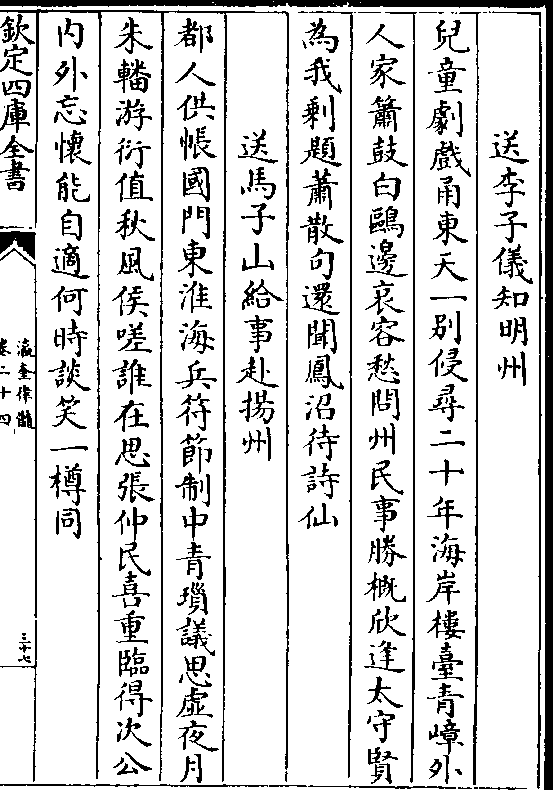 送李子儀知明州
兒童劇戲甬東天一别侵尋二十年海岸樓臺青嶂外
人家簫鼓白鷗邊哀容愁問州民事勝概欣逢太守賢
為我剩題蕭散句還聞鳳沼待詩仙
送馬子山給事赴揚州
都人供帳國門東淮海兵符節制中青瑣議思虚夜月
朱轓游衍值秋風侯嗟誰在思張仲民喜重臨得次公
内外忘懷能自適何時談笑一樽同
欽定四庫全書
瀛奎律髓
卷二十四
三十七